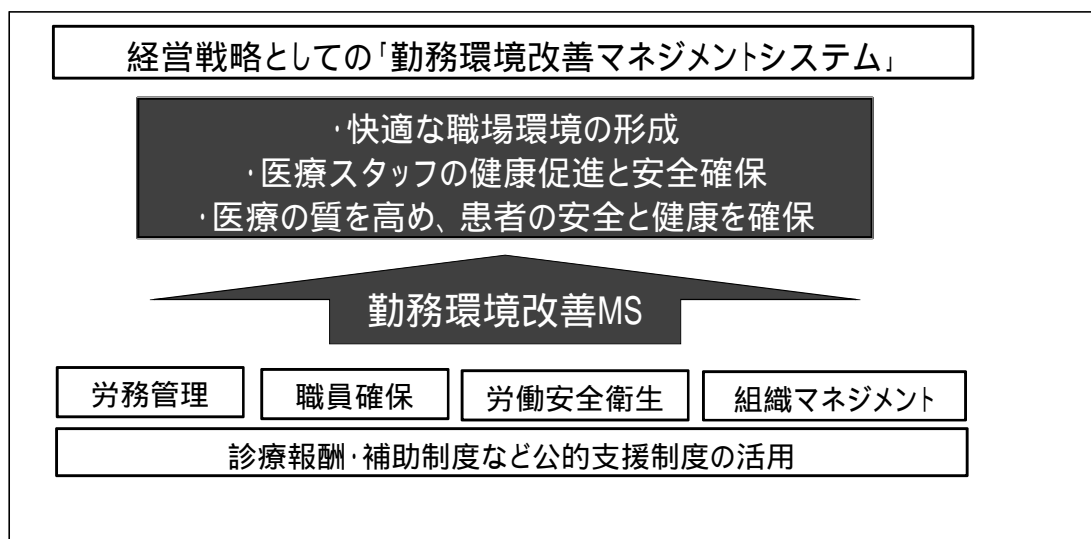 経営戦略としての｢勤務環境改善マネジメントシステム｣
･快適な職場環境の形成
･医療スタッフの健康促進と安全確保
･医療の質を高め、患者の安全と健康を確保
勤務環境改善MS
労務管理
職員確保
労働安全衛生
組織マネジメント
診療報酬･補助制度など公的支援制度の活用